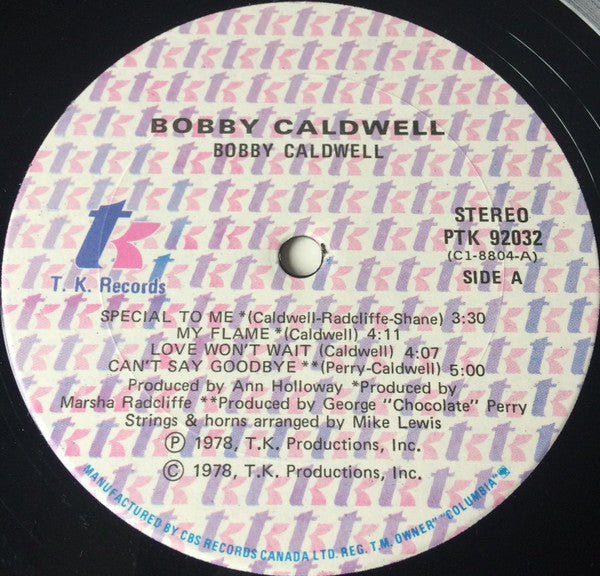 BOBBY CALDWELL
BOBBY CALDWELL
tk
T. K. Records
STEREO
PTK 92032
(C1-8804-A)
SIDE A
SPECIAL TO ME *(Caldwell-Radcliffe-Shane) 3:30
MY FLAME *(Caldwell) 4:11
LOVE WON'T WAIT (Caldwell) 4:07
CAN'T SAY GOODBYE **(Perry-Caldwell) 5:00
Produced by Ann Holloway *Produced by
Marsha Radcliffe **Produced by George "Chocolate" Perry
Strings & horns arranged by Mike Lewis
Ⓟ 1978, T.K. Productions, Inc.
© 1978, T.K. Productions, Inc.
MANUFACTURED BY CBS RECORDS CANADA LTD. REG. T.M. OWNER" "COLUMBIA"